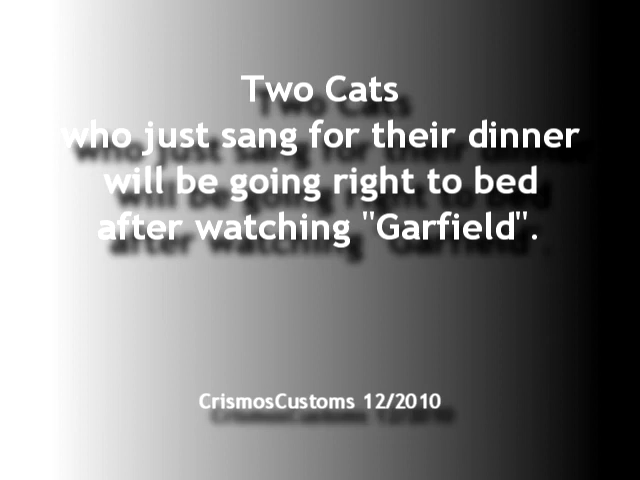 Two Cats
who just sang for their dinner
will be going right to bed
after watching "Garfield".
CrismosCustoms 12/2010